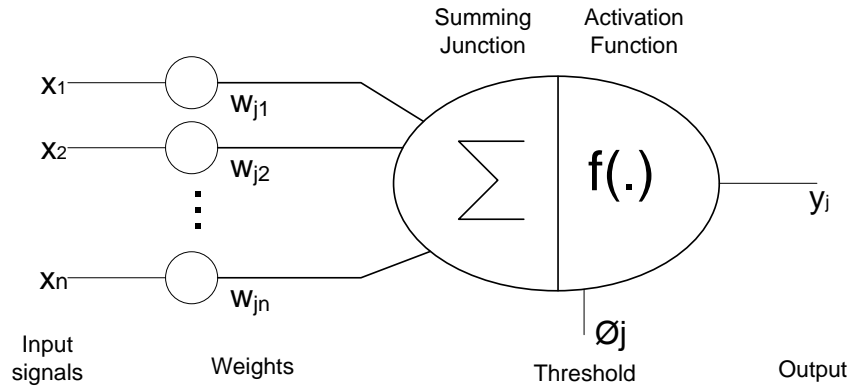 Summing Junction
Activation Function
x1
wj1
x2
wj2
Σ
f(.)
yj
xn
wjn
Øj
Input signals
Weights
Threshold
Output